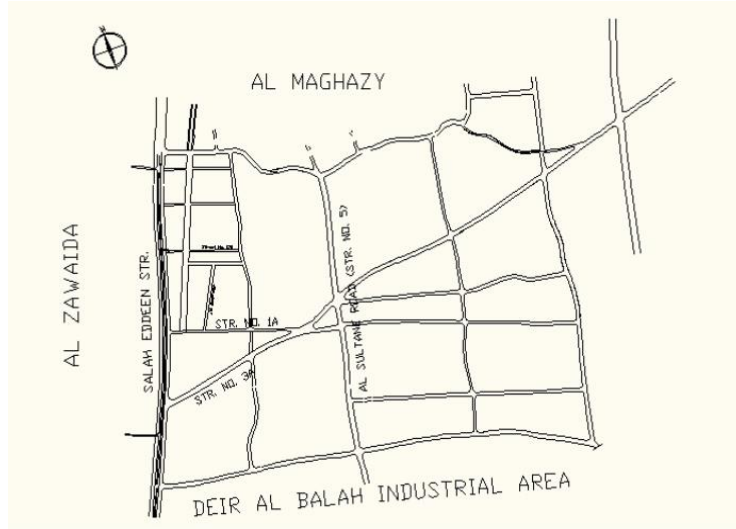 AL MAGHAZY
AL ZAWAIDA
SALAH EDDEEN STR.
AL SULTANE ROAD (STR. NO. 5)
STR. NO. 1A
STR. NO. 3A
DEIR AL BALAH INDUSTRIAL AREA